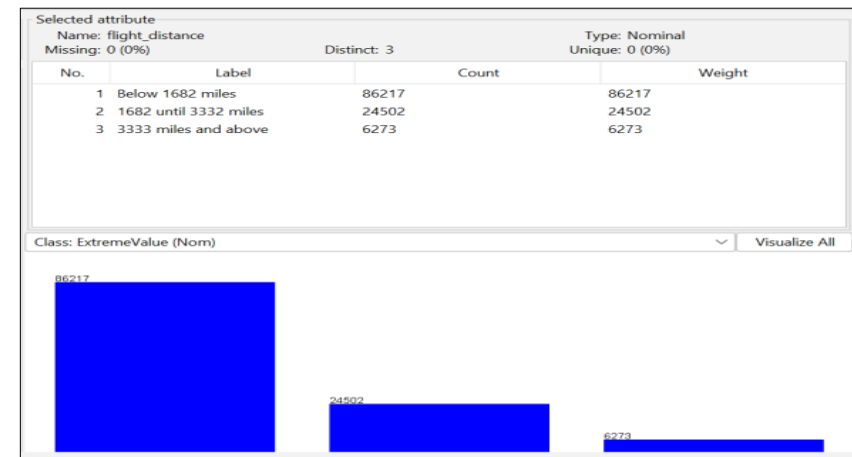 Selected attribute
Name: flight_distance Type: Nominal
Missing: 0 (0%) Distinct: 3 Unique: 0 (0%)
No. Label Count Weight
1 Below 1682 miles 86217 86217
2 1682 until 3332 miles 24502 24502
3 3333 miles and above 6273 6273
Class: ExtremeValue (Nom) Visualize All
86217
24502
6273